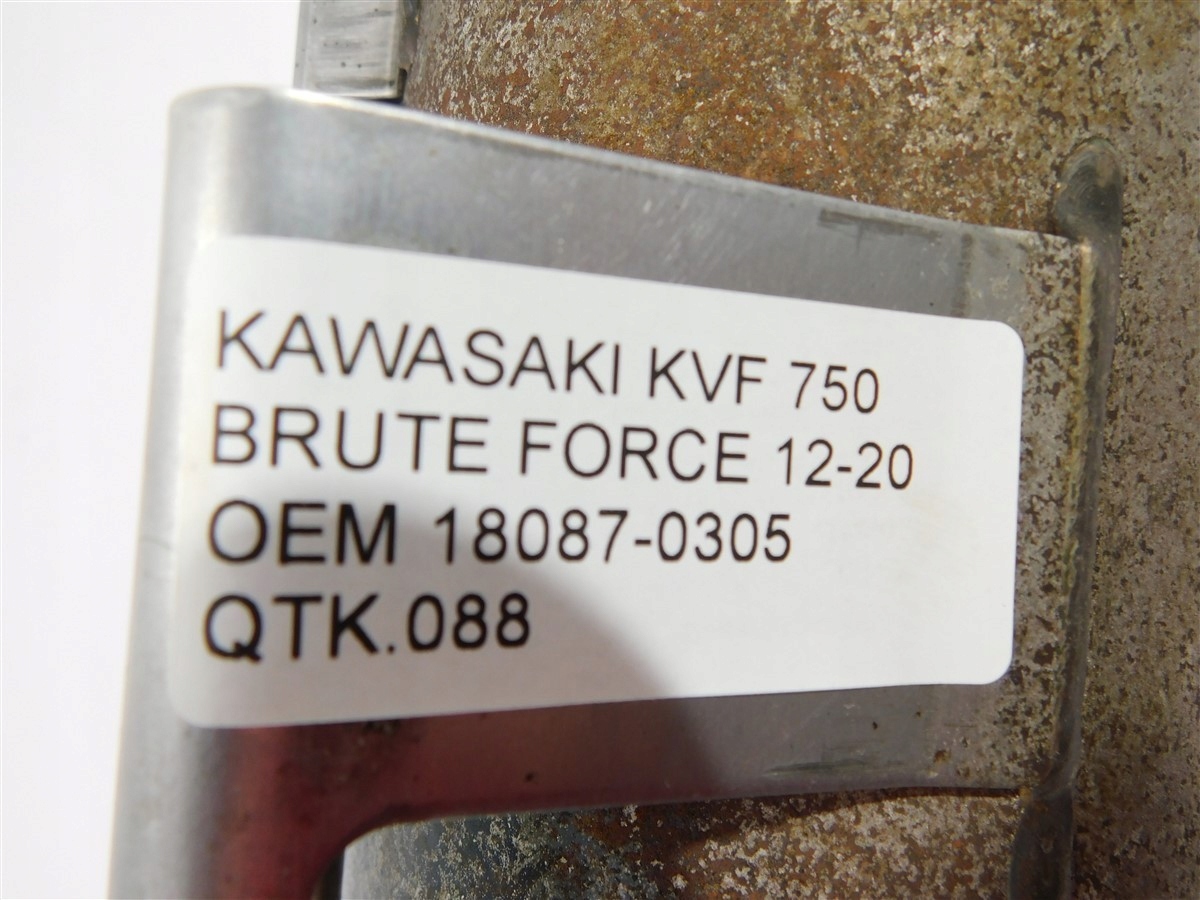 KAWASAKI KVF 750
BRUTE FORCE 12-20
OEM 18087-0305
QTK.088